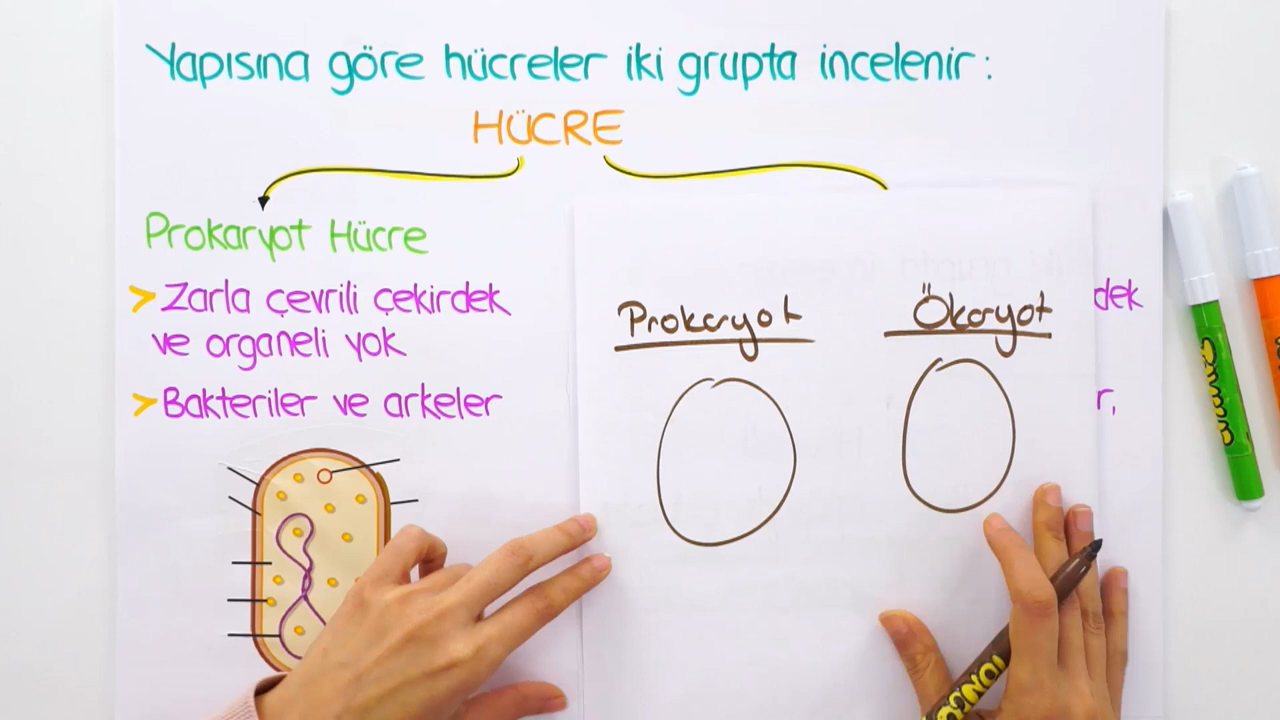 Yapısına göre hücreler iki grupta incelenir:
HÜCRE
Prokaryot Hücre
> Zarla çevrili çekirdek
ve organeli yok
> Bakteriler ve arkeler
Prokaryot
Ökaryot
dek
r,